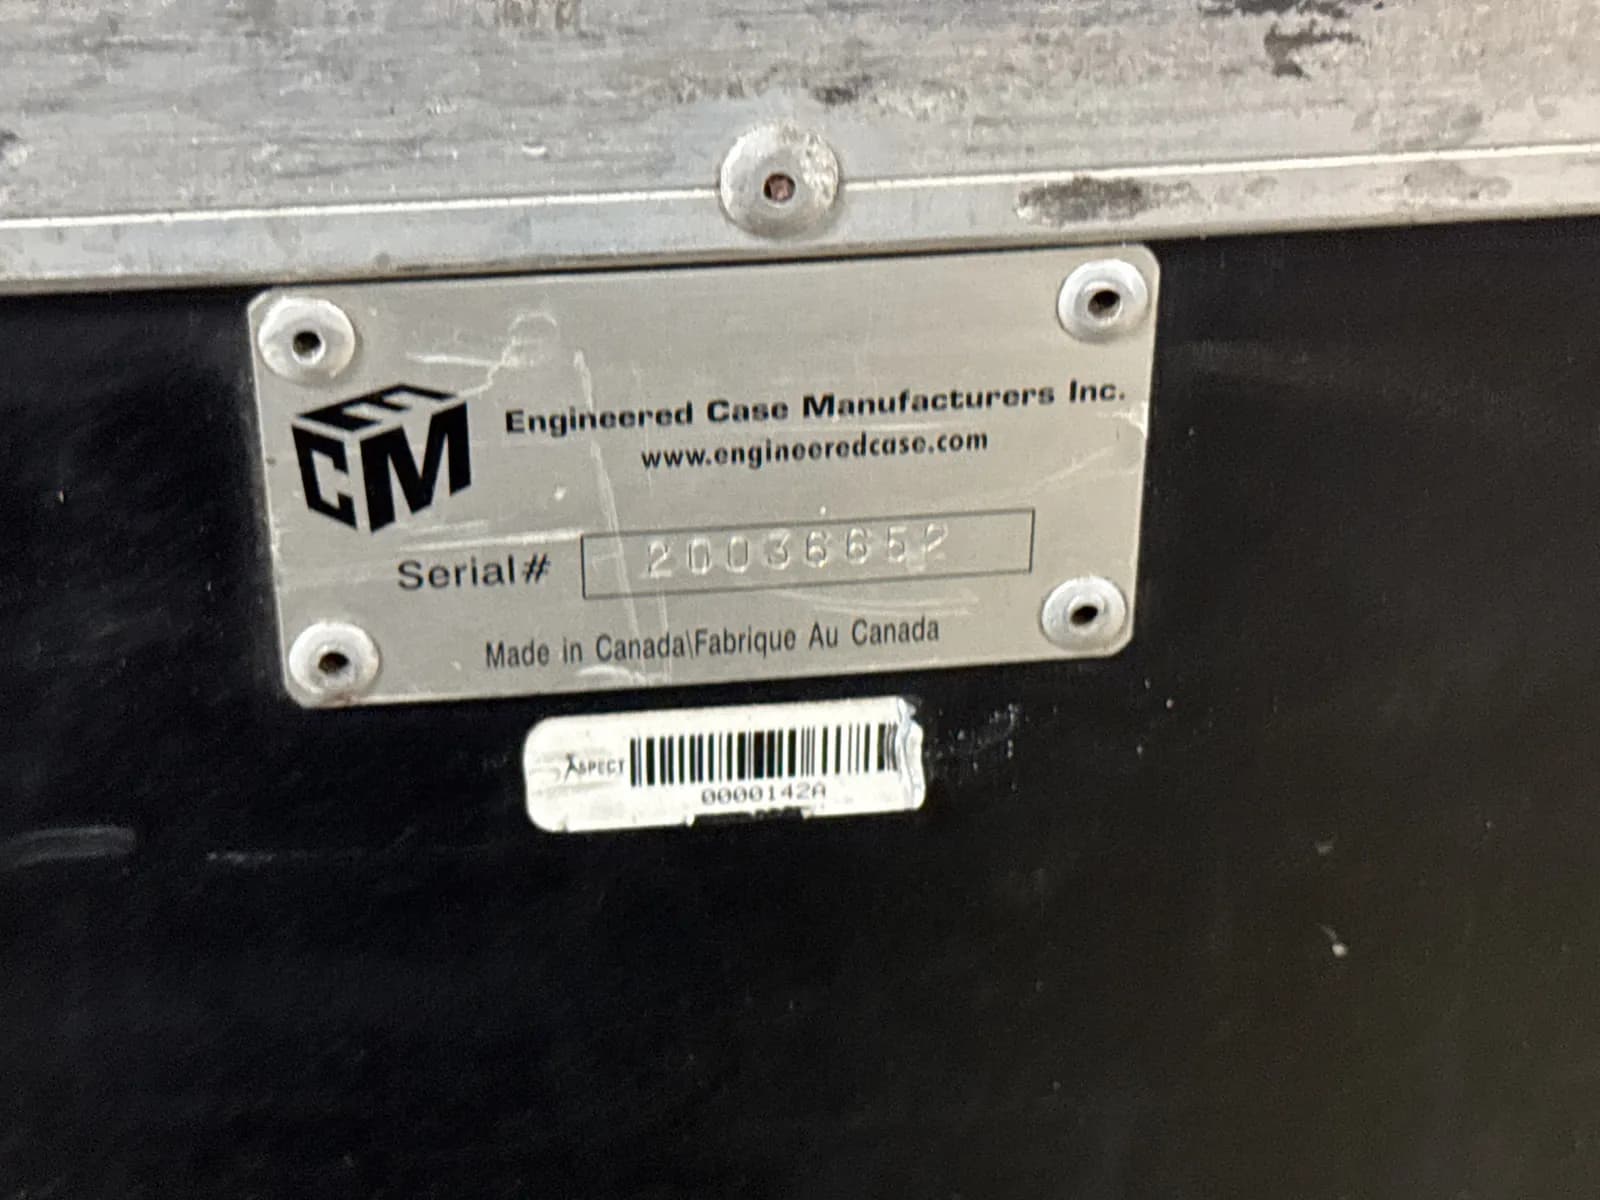 ECM
Engineered Case Manufacturers Inc.
www.engineeredcase.com
Serial# 20036652
Made in Canada\Fabrique Au Canada
ASPECT
0000142A